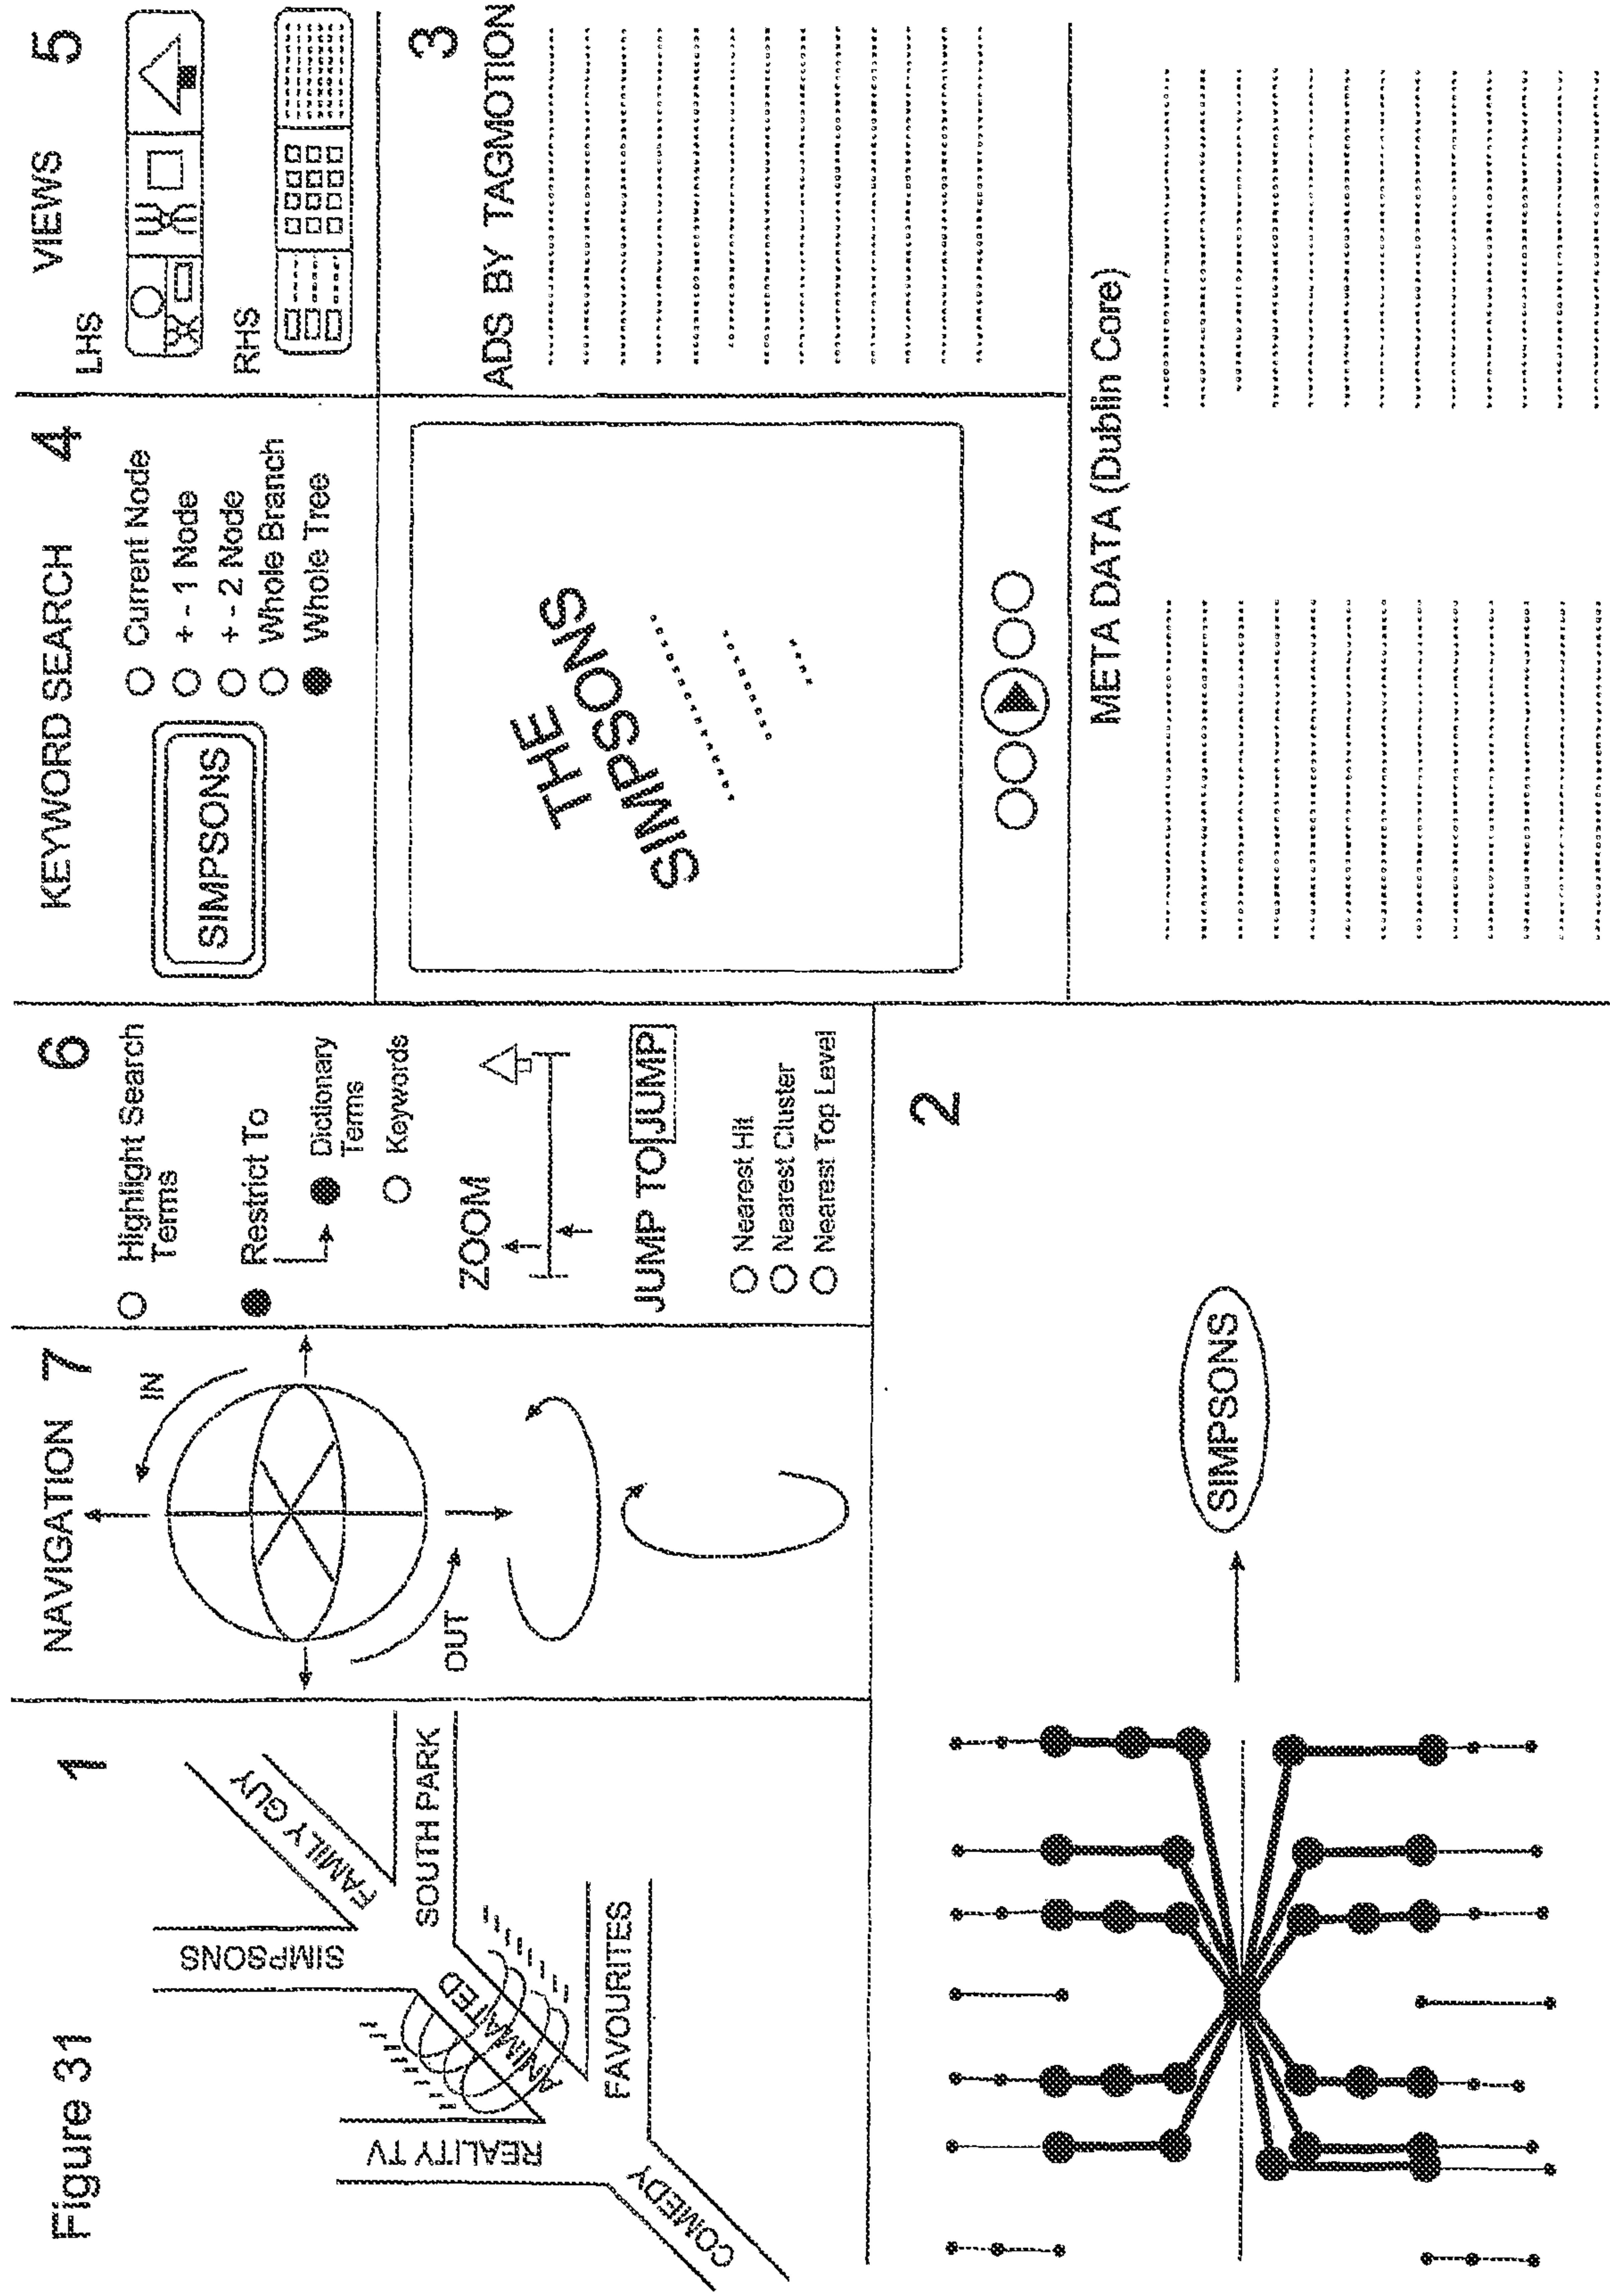 Figure 31
1
SIMPSONS
FAMILY GUY
SOUTH PARK
ANIMATED
REALITY TV
FAVOURITES
COMEDY
NAVIGATION 7
IN
OUT
6
Highlight Search
Terms
Restrict To
Dictionary
Terms
Keywords
ZOOM
JUMP TO JUMP
Nearest Hit
Nearest Cluster
Nearest Top Level
KEYWORD SEARCH 4
SIMPSONS
Current Node
+ - 1 Node
+ - 2 Node
Whole Branch
Whole Tree
VIEWS 5
LHS
RHS
THE
SIMPSONS
3
ADS BY TAGMOTION
2
SIMPSONS
META DATA (Dublin Core)